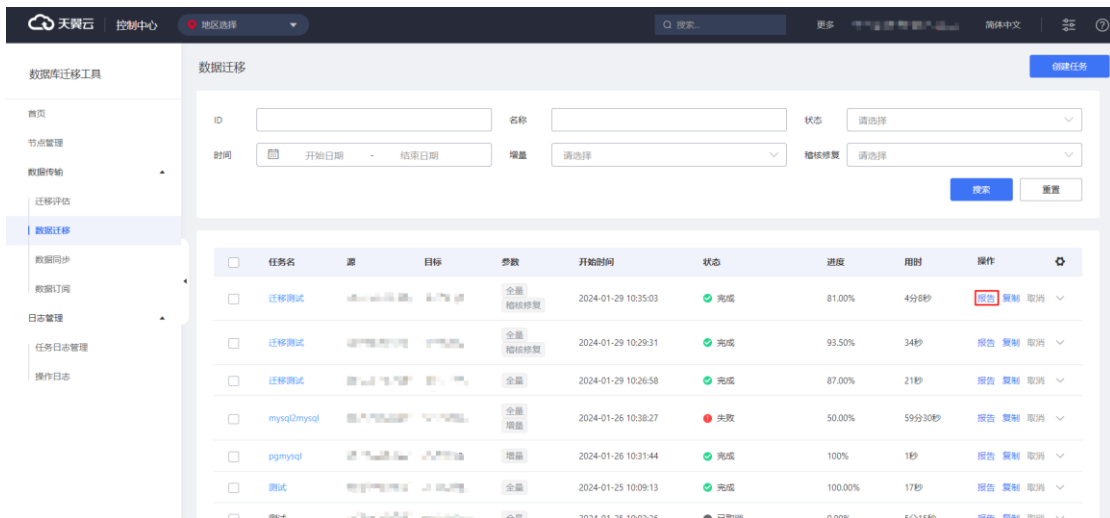 天翼云 控制中心 地区选择 搜索... 更多 简体中文
数据库迁移工具
首页
节点管理
数据传输
迁移评估
数据迁移
数据同步
数据订阅
日志管理
任务日志管理
操作日志
数据迁移 创建任务
ID 名称 状态 请选择
时间 开始日期 - 结束日期 增量 请选择 稽核修复 请选择
搜索 重置
任务名 源 目标 参数 开始时间 状态 进度 用时 操作
迁移测试 全量 稽核修复 2024-01-29 10:35:03 完成 81.00% 4分8秒 报告 复制 取消
迁移测试 全量 稽核修复 2024-01-29 10:29:31 完成 93.50% 34秒 报告 复制 取消
迁移测试 全量 2024-01-29 10:26:58 完成 87.00% 21秒 报告 复制 取消
mysql2mysql 全量 增量 2024-01-26 10:38:27 失败 50.00% 59分30秒 报告 复制 取消
pgmysql 增量 2024-01-26 10:31:44 完成 100% 1秒 报告 复制 取消
测试 全量 2024-01-25 10:09:13 完成 100.00% 17秒 报告 复制 取消